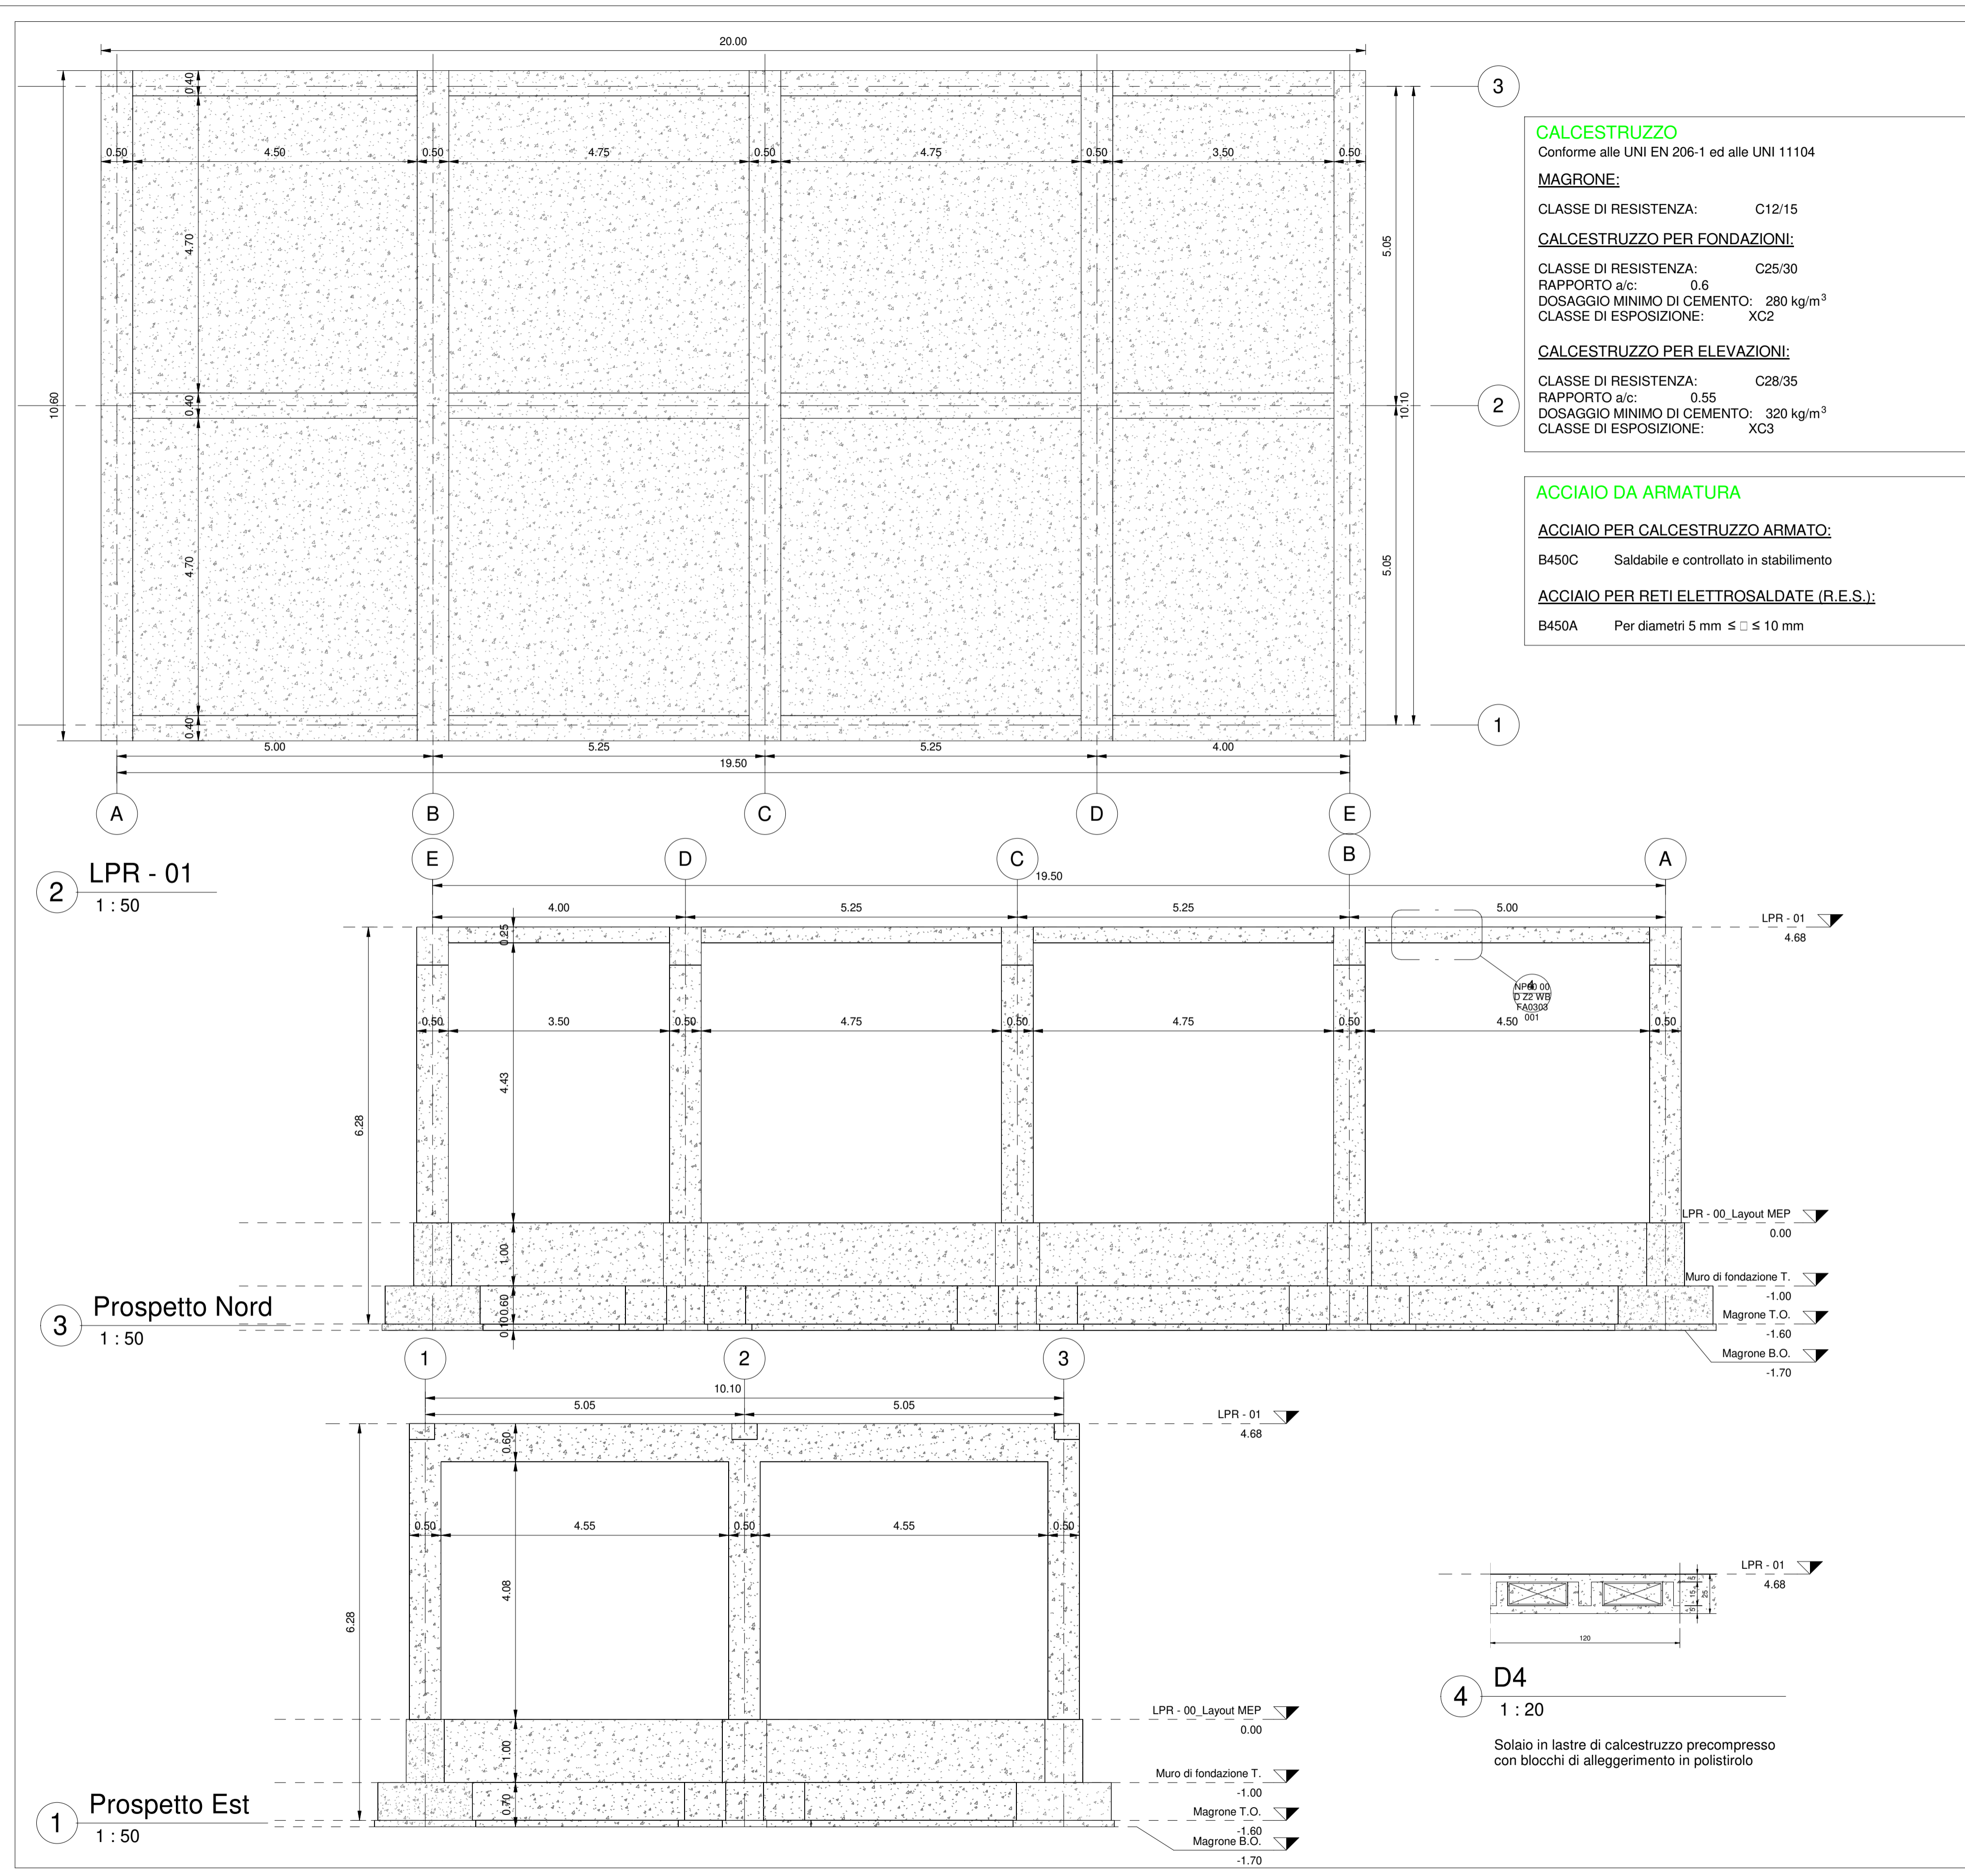 20.00
0.40
3
0.50 4.50 0.50 4.75 0.50 4.75 0.50 3.50 0.50
4.70
5.05
10.60
0.40
2
10.10
4.70
5.05
0.40
1
5.00 5.25 5.25 4.00
19.50
A B C D E
2 LPR - 01
1 : 50
CALCESTRUZZO
Conforme alle UNI EN 206-1 ed alle UNI 11104
MAGRONE:
CLASSE DI RESISTENZA: C12/15
CALCESTRUZZO PER FONDAZIONI:
CLASSE DI RESISTENZA: C25/30
RAPPORTO a/c: 0.6
DOSAGGIO MINIMO DI CEMENTO: 280 kg/m³
CLASSE DI ESPOSIZIONE: XC2
CALCESTRUZZO PER ELEVAZIONI:
CLASSE DI RESISTENZA: C28/35
RAPPORTO a/c: 0.55
DOSAGGIO MINIMO DI CEMENTO: 320 kg/m³
CLASSE DI ESPOSIZIONE: XC3
ACCIAIO DA ARMATURA
ACCIAIO PER CALCESTRUZZO ARMATO:
B450C Saldabile e controllato in stabilimento
ACCIAIO PER RETI ELETTROSALDATE (R.E.S.):
B450A Per diametri 5 mm ≤ □ ≤ 10 mm
E D C B A
19.50
4.00 5.25 5.25 5.00
LPR - 01
4.68
0.25
4
D Z2 WB
FA0303
001
0.50 3.50 0.50 4.75 0.50 4.75 0.50 4.50 0.50
4.43
6.28
LPR - 00_Layout MEP
0.00
1.00
Muro di fondazione T.
-1.00
0.60
Magrone T.O.
-1.60
0.10
Magrone B.O.
-1.70
3 Prospetto Nord
1 : 50
1 2 3
10.10
5.05 5.05
LPR - 01
4.68
0.60
0.50 4.55 0.50 4.55 0.50
4.08
6.28
LPR - 00_Layout MEP
0.00
1.00
Muro di fondazione T.
-1.00
0.70
Magrone T.O.
-1.60
Magrone B.O.
-1.70
1 Prospetto Est
1 : 50
LPR - 01
4.68
5
15
5
25
120
4 D4
1 : 20
Solaio in lastre di calcestruzzo precompresso
con blocchi di alleggerimento in polistirolo